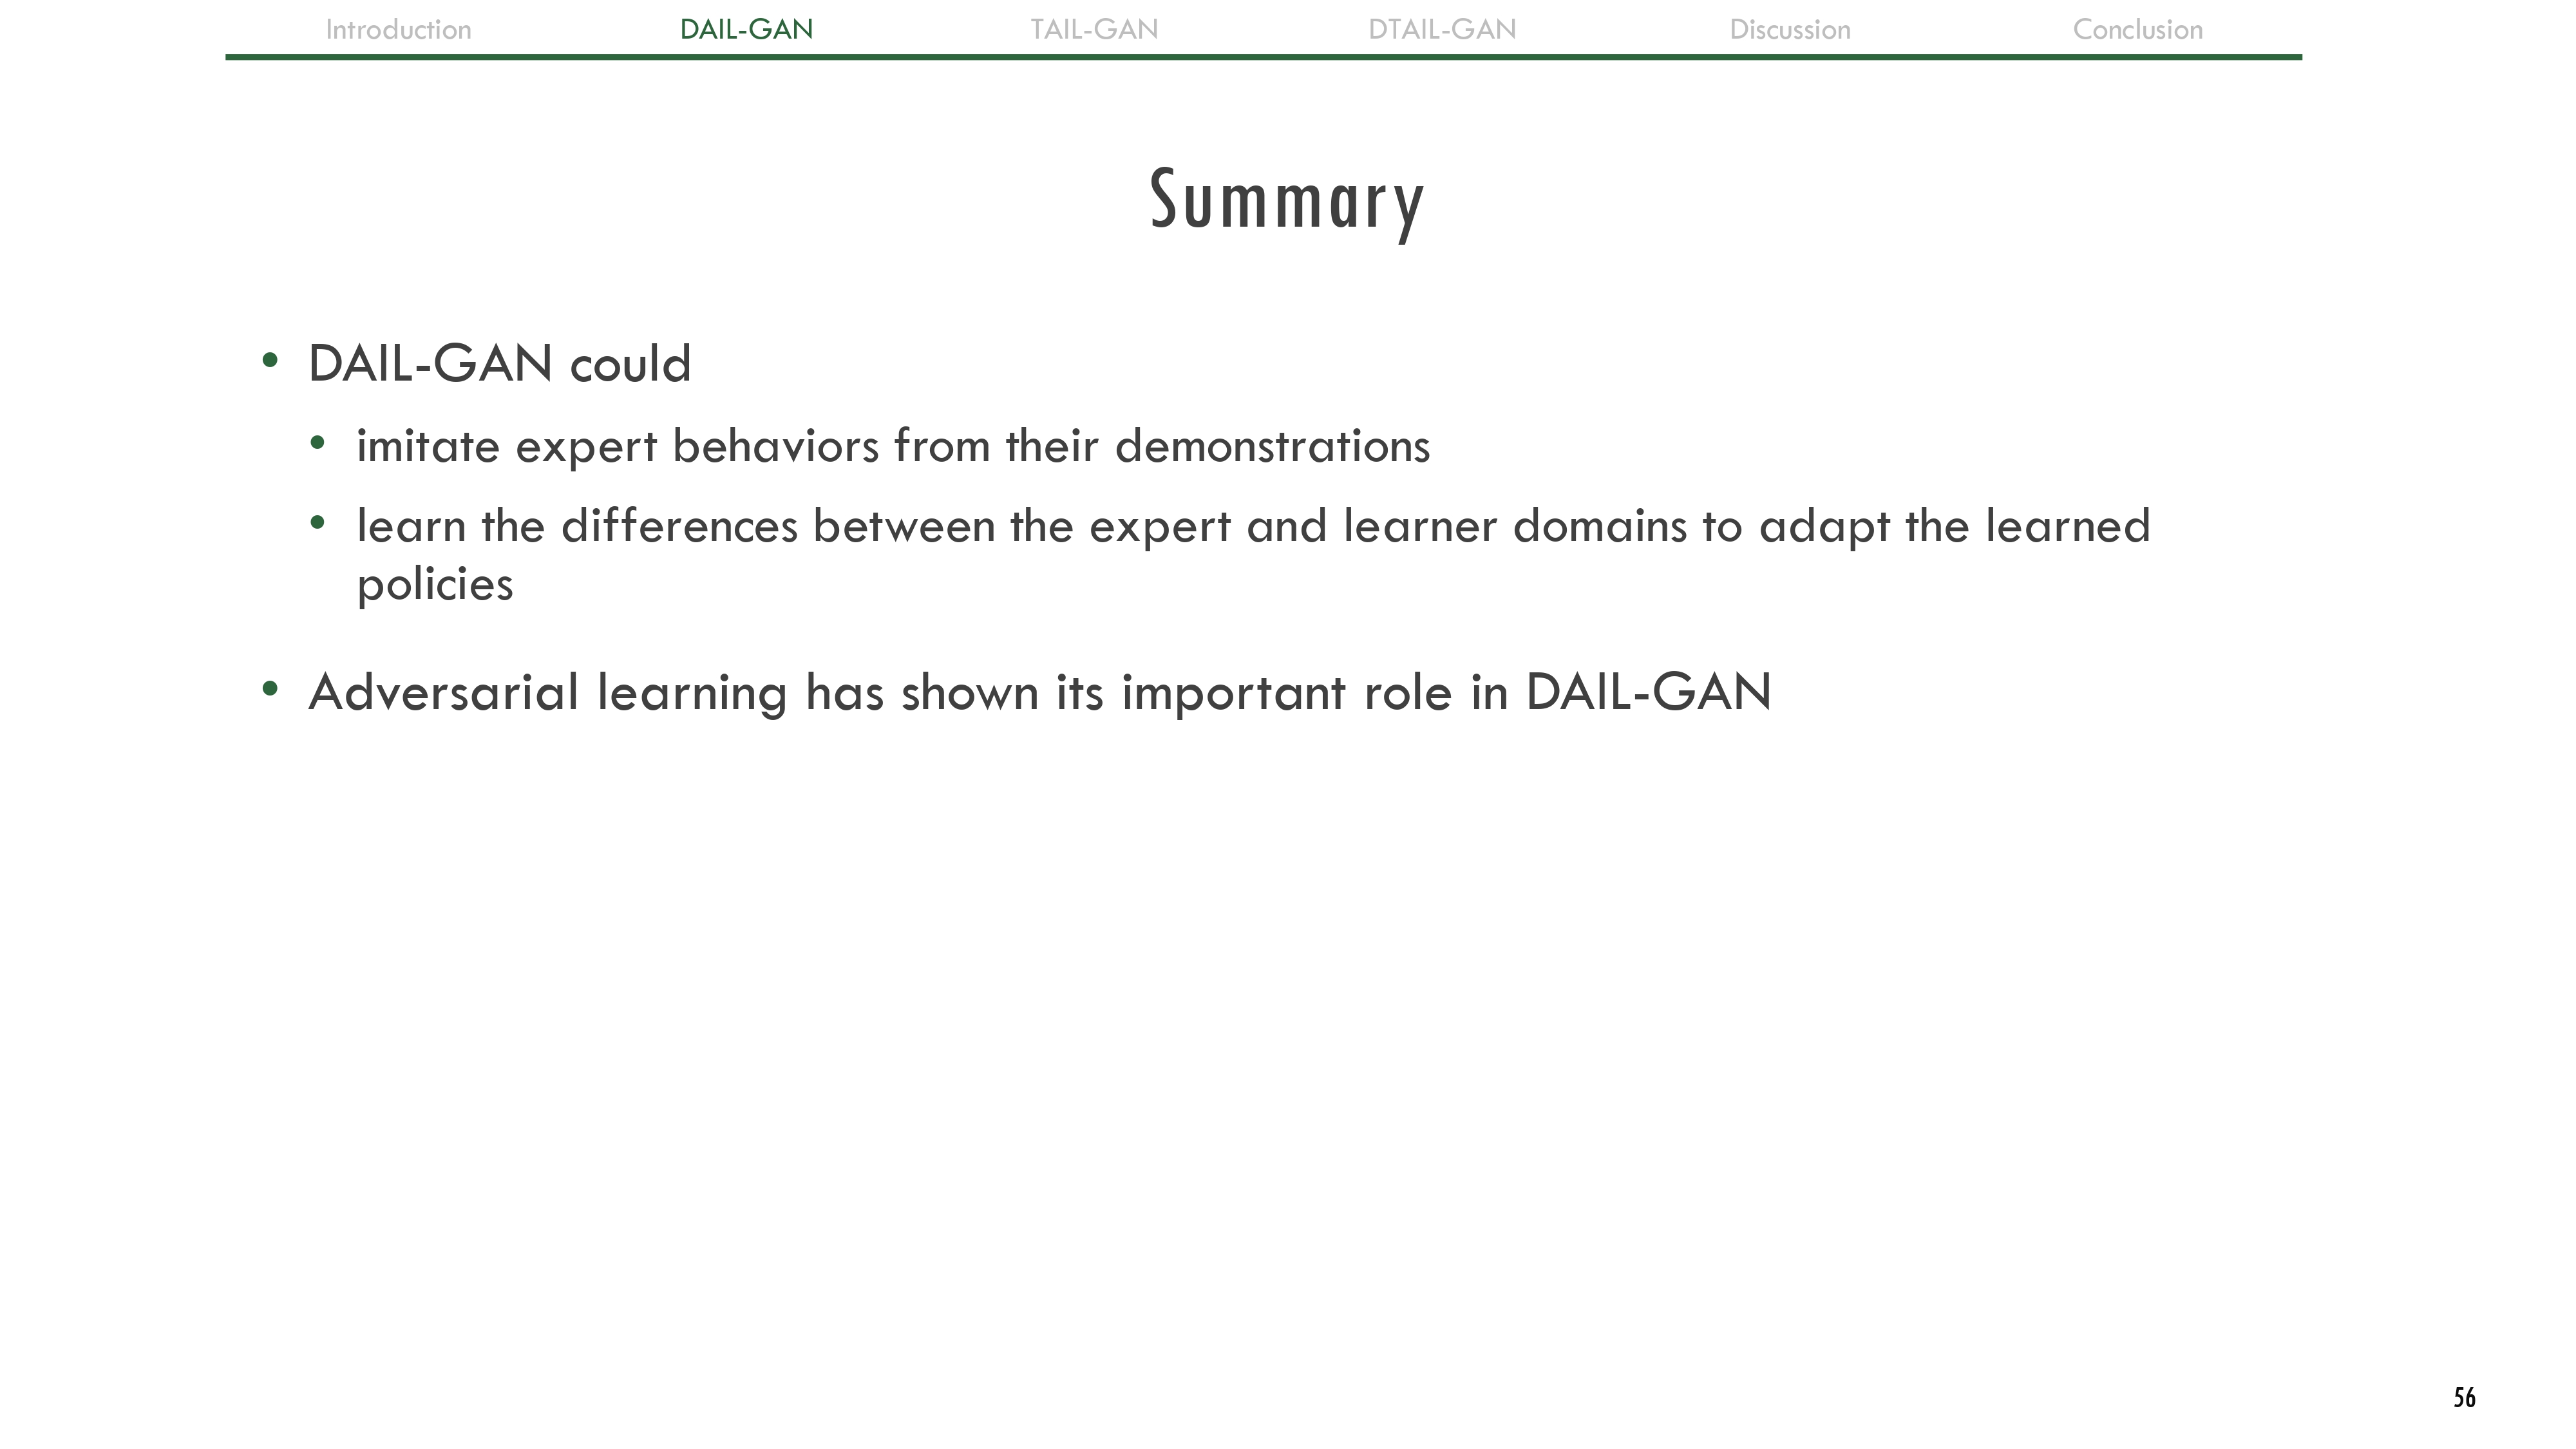 Introduction
DAIL-GAN
TAIL-GAN
DTAIL-GAN
Discussion
Conclusion
Summary
• DAIL-GAN could
• imitate expert behaviors from their demonstrations
• learn the differences between the expert and learner domains to adapt the learned
policies
• Adversarial learning has shown its important role in DAIL-GAN
56